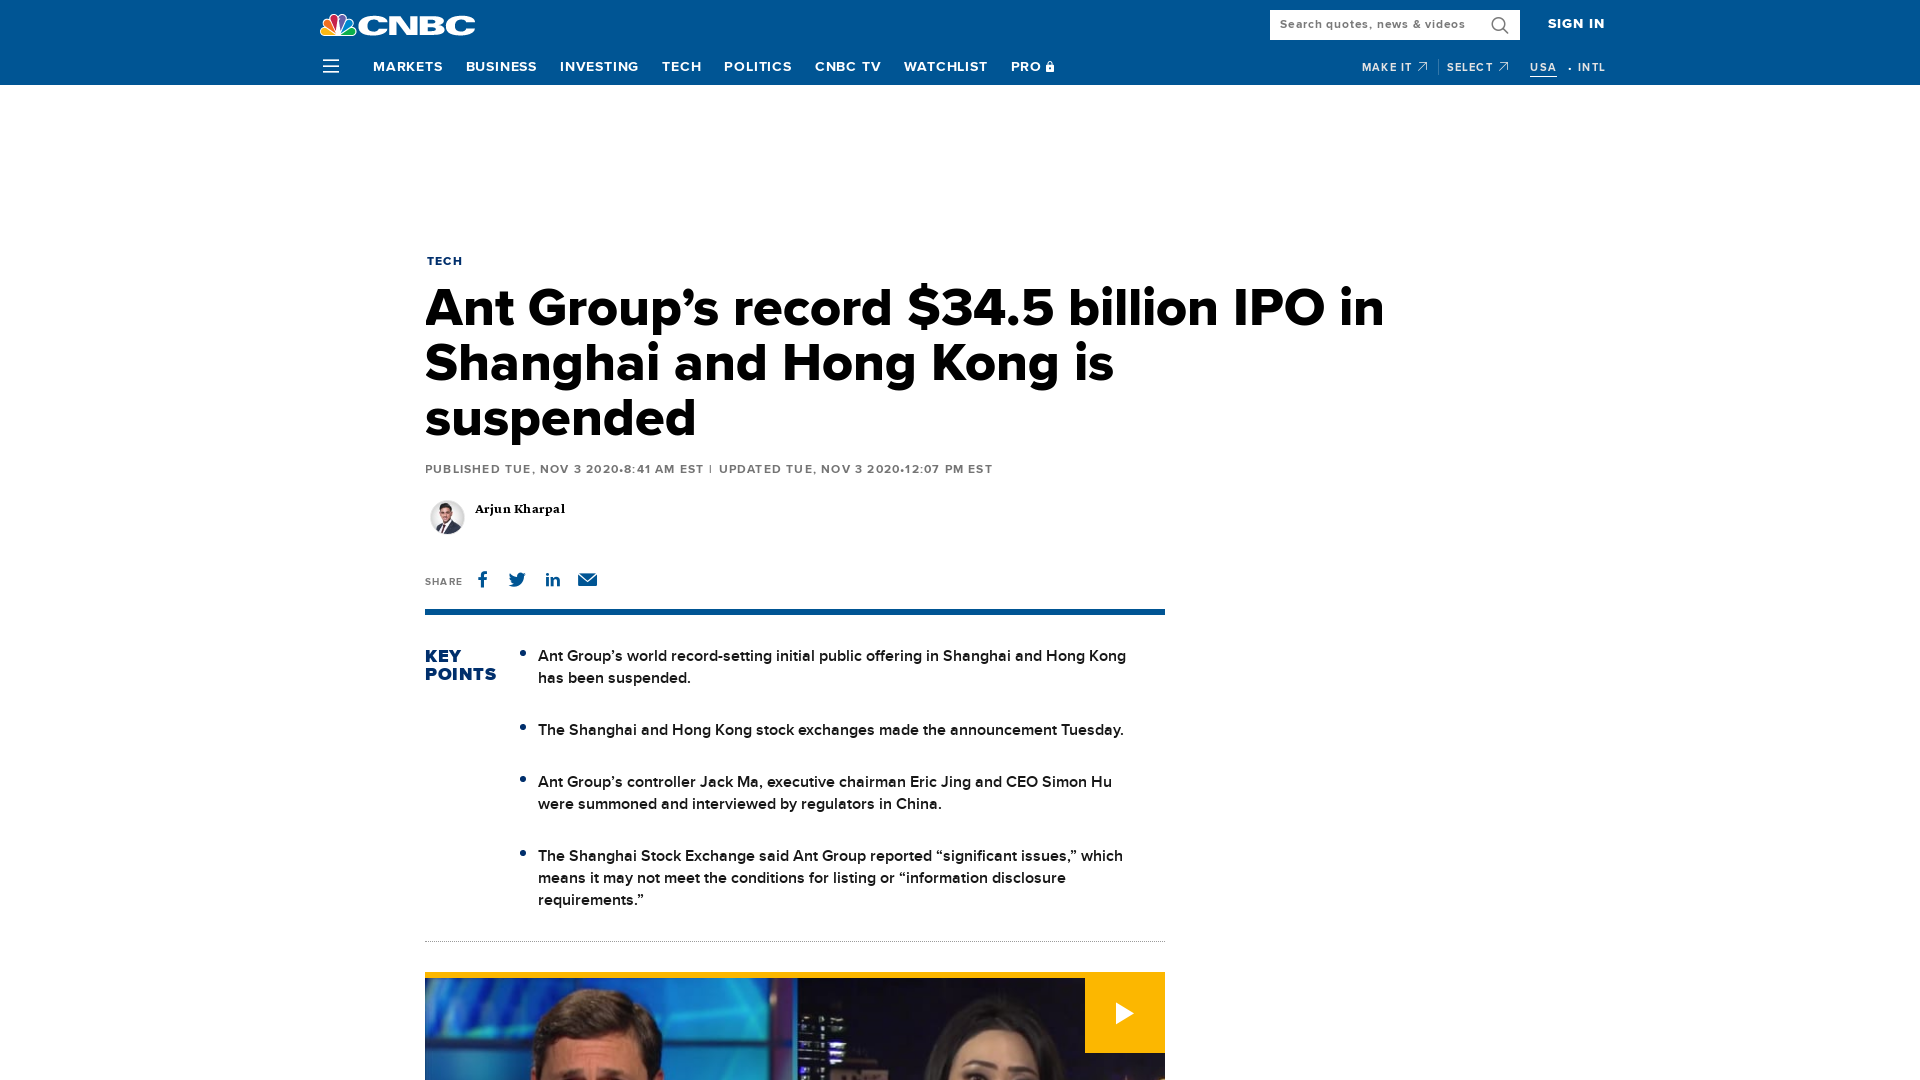 CNBC
Search quotes, news & videos
SIGN IN
MARKETS BUSINESS INVESTING TECH POLITICS CNBC TV WATCHLIST PRO
MAKE IT SELECT USA • INTL
TECH
Ant Group’s record $34.5 billion IPO in
Shanghai and Hong Kong is
suspended
PUBLISHED TUE, NOV 3 2020•8:41 AM EST | UPDATED TUE, NOV 3 2020•12:07 PM EST
Arjun Kharpal
SHARE
KEY
POINTS
Ant Group’s world record-setting initial public offering in Shanghai and Hong Kong
has been suspended.
The Shanghai and Hong Kong stock exchanges made the announcement Tuesday.
Ant Group’s controller Jack Ma, executive chairman Eric Jing and CEO Simon Hu
were summoned and interviewed by regulators in China.
The Shanghai Stock Exchange said Ant Group reported “significant issues,” which
means it may not meet the conditions for listing or “information disclosure
requirements.”